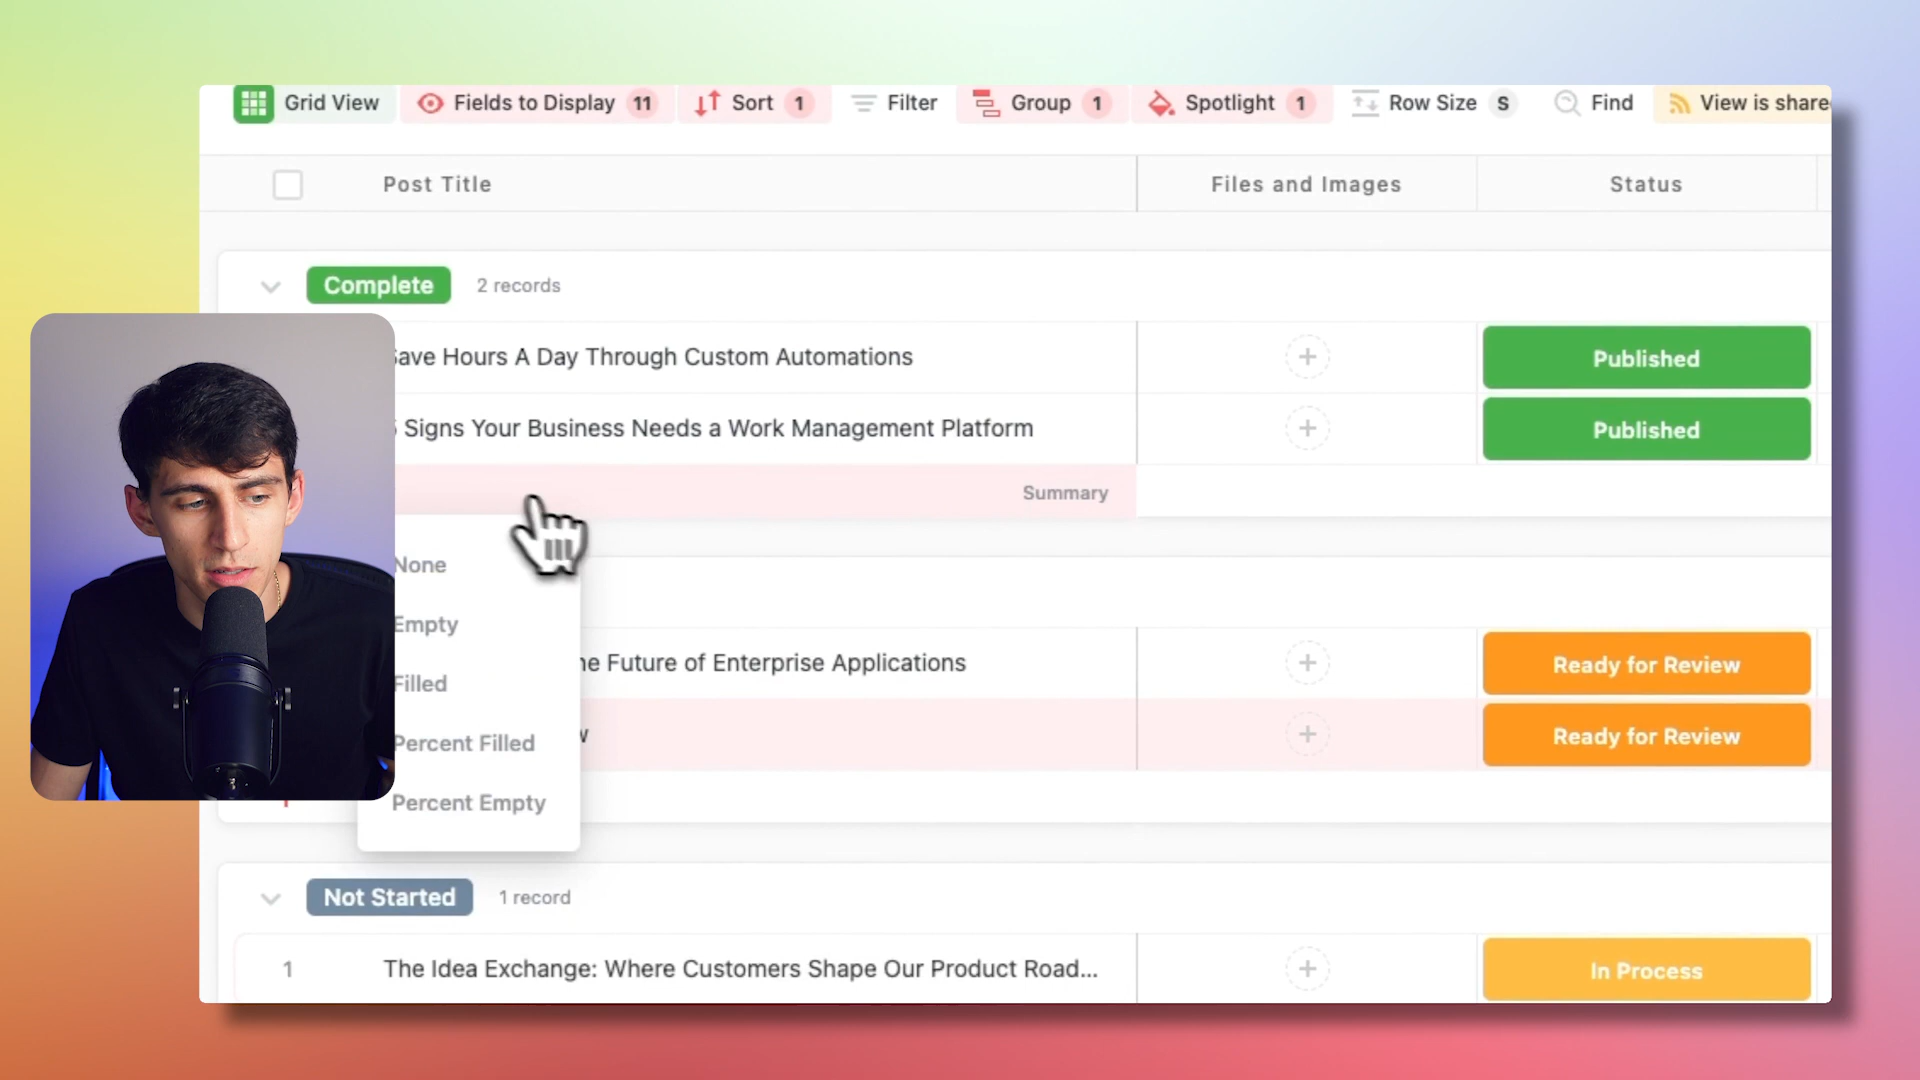 Grid View Fields to Display 11 Sort 1 Filter Group 1 Spotlight 1 Row Size S Find View is share
Post Title Files and Images Status
Complete 2 records
Save Hours A Day Through Custom Automations Published
Signs Your Business Needs a Work Management Platform Published
Summary
None
Empty
Future of Enterprise Applications Ready for Review
Filled
Ready for Review
Percent Filled
Percent Empty
Not Started 1 record
1 The Idea Exchange: Where Customers Shape Our Product Road... In Process